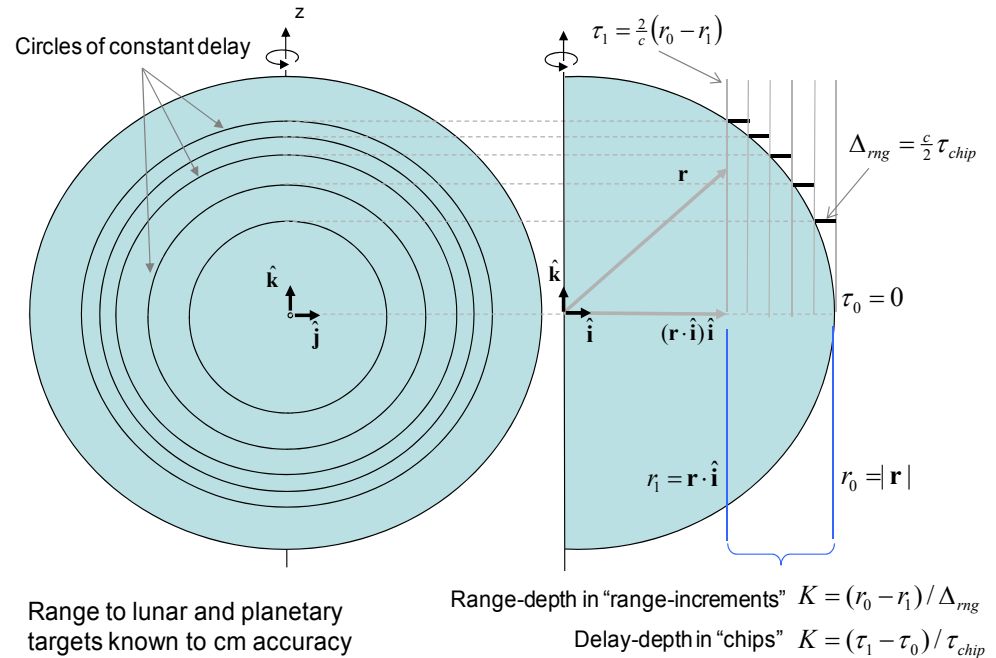 z
Circles of constant delay
k̂
ĵ
τ₁ = 2/c (r₀ − r₁)
Δ_rng = c/2 τ_chip
r
k̂
î
(r · î) î
τ₀ = 0
r₁ = r · î
r₀ = | r |
Range to lunar and planetary
targets known to cm accuracy
Range-depth in “range-increments” K = (r₀ − r₁) / Δ_rng
Delay-depth in “chips” K = (τ₁ − τ₀) / τ_chip